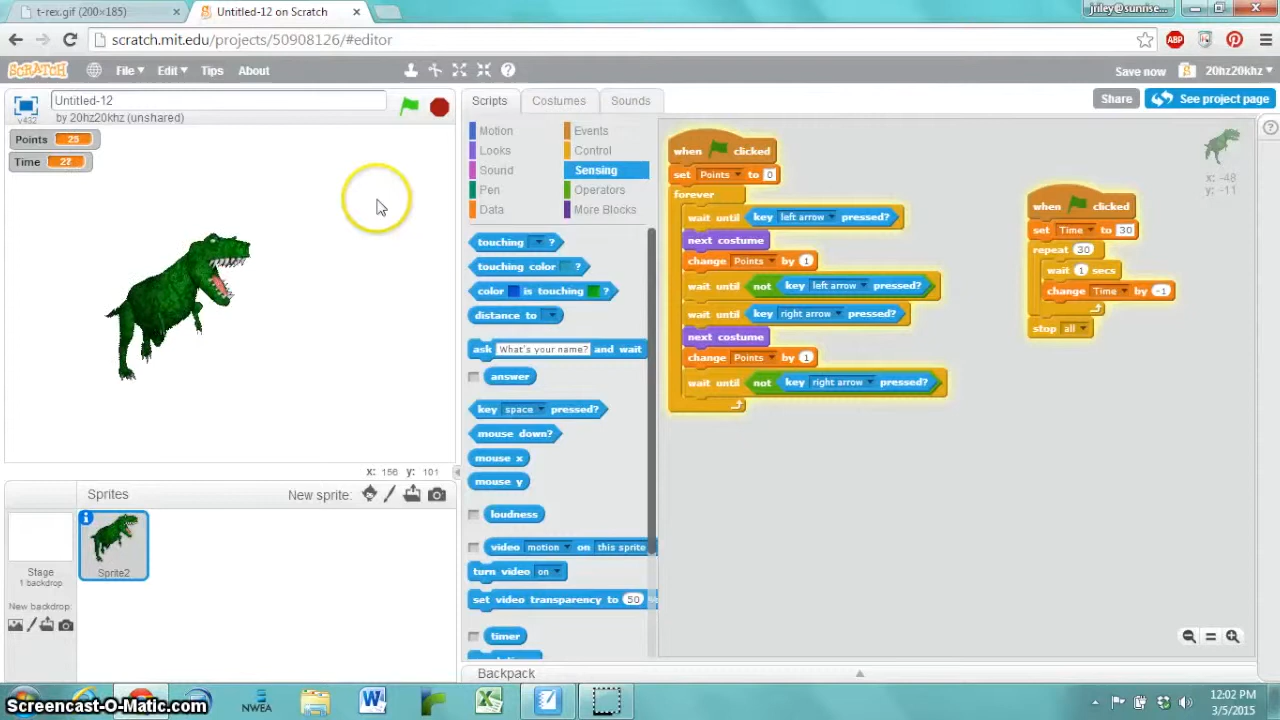 t-rex.gif (200×185)
Untitled-12 on Scratch
jriley@sunrise...
scratch.mit.edu/projects/50908126/#editor
ABP
SCRATCH
File
Edit
Tips
About
Save now
20hz20khz
Untitled-12
by 20hz20khz (unshared)
v432
Scripts
Costumes
Sounds
Share
See project page
Points 25
Time 27
Motion
Events
Looks
Control
Sound
Sensing
Pen
Operators
Data
More Blocks
touching ?
touching color ?
color is touching ?
distance to
ask What's your name? and wait
answer
key space pressed?
mouse down?
mouse x
mouse y
loudness
video motion on this sprite
turn video on
set video transparency to 50
timer
when clicked
set Points to 0
forever
wait until key left arrow pressed?
next costume
change Points by 1
wait until not key left arrow pressed?
wait until key right arrow pressed?
next costume
change Points by 1
wait until not key right arrow pressed?
when clicked
set Time to 30
repeat 30
wait 1 secs
change Time by -1
stop all
x: -48
y: -11
x: 156 y: 101
Sprites
New sprite:
Stage
1 backdrop
New backdrop:
Sprite2
Backpack
NWEA
Screencast-O-Matic.com
12:02 PM
3/5/2015